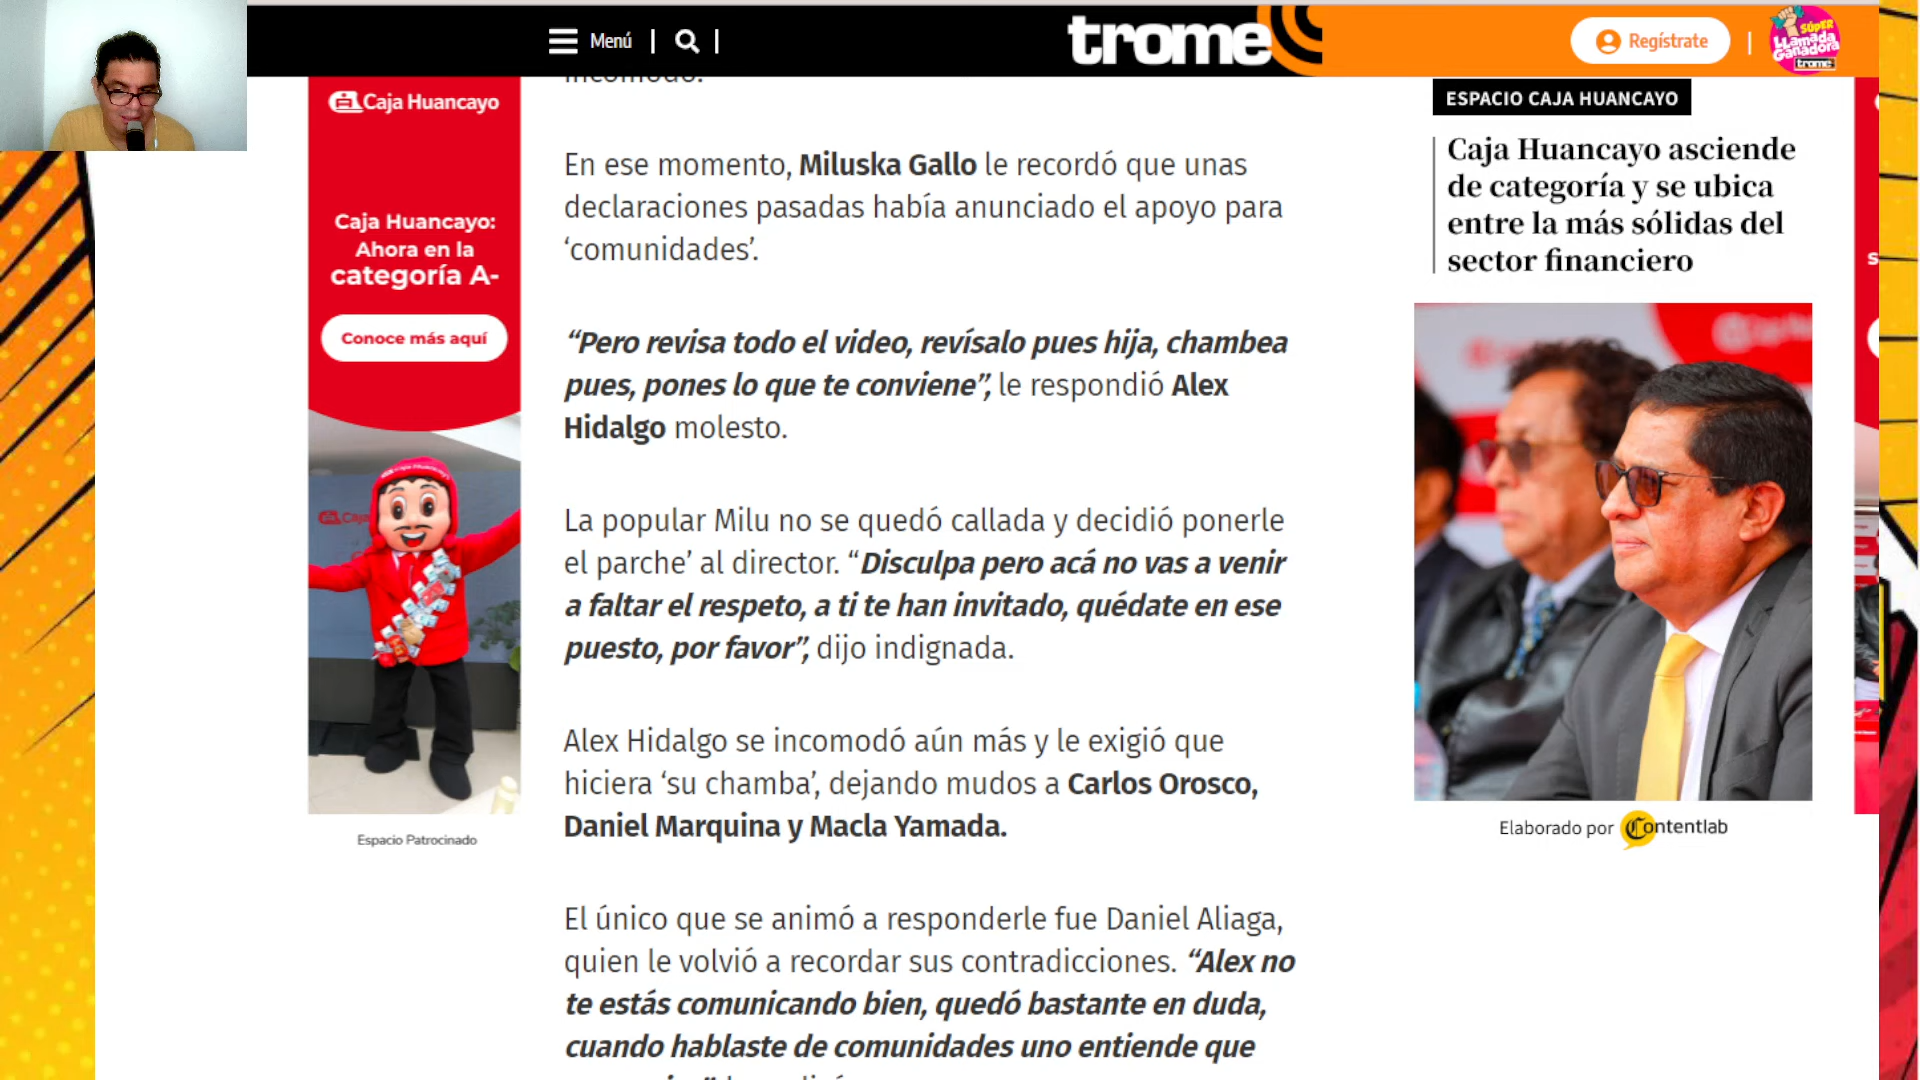 Menú
trome
Regístrate
SÚPER
LLamada
Ganadora
trome
incómodo.
Caja Huancayo
Caja Huancayo:
Ahora en la
categoría A-
Conoce más aquí
Espacio Patrocinado
En ese momento, Miluska Gallo le recordó que unas
declaraciones pasadas había anunciado el apoyo para
‘comunidades’.
“Pero revisa todo el video, revísalo pues hija, chambea
pues, pones lo que te conviene”, le respondió Alex
Hidalgo molesto.
La popular Milu no se quedó callada y decidió ponerle
el parche’ al director. “Disculpa pero acá no vas a venir
a faltar el respeto, a ti te han invitado, quédate en ese
puesto, por favor”, dijo indignada.
Alex Hidalgo se incomodó aún más y le exigió que
hiciera ‘su chamba’, dejando mudos a Carlos Orosco,
Daniel Marquina y Macla Yamada.
El único que se animó a responderle fue Daniel Aliaga,
quien le volvió a recordar sus contradicciones. “Alex no
te estás comunicando bien, quedó bastante en duda,
cuando hablaste de comunidades uno entiende que
ESPACIO CAJA HUANCAYO
Caja Huancayo asciende
de categoría y se ubica
entre la más sólidas del
sector financiero
Elaborado por Contentlab